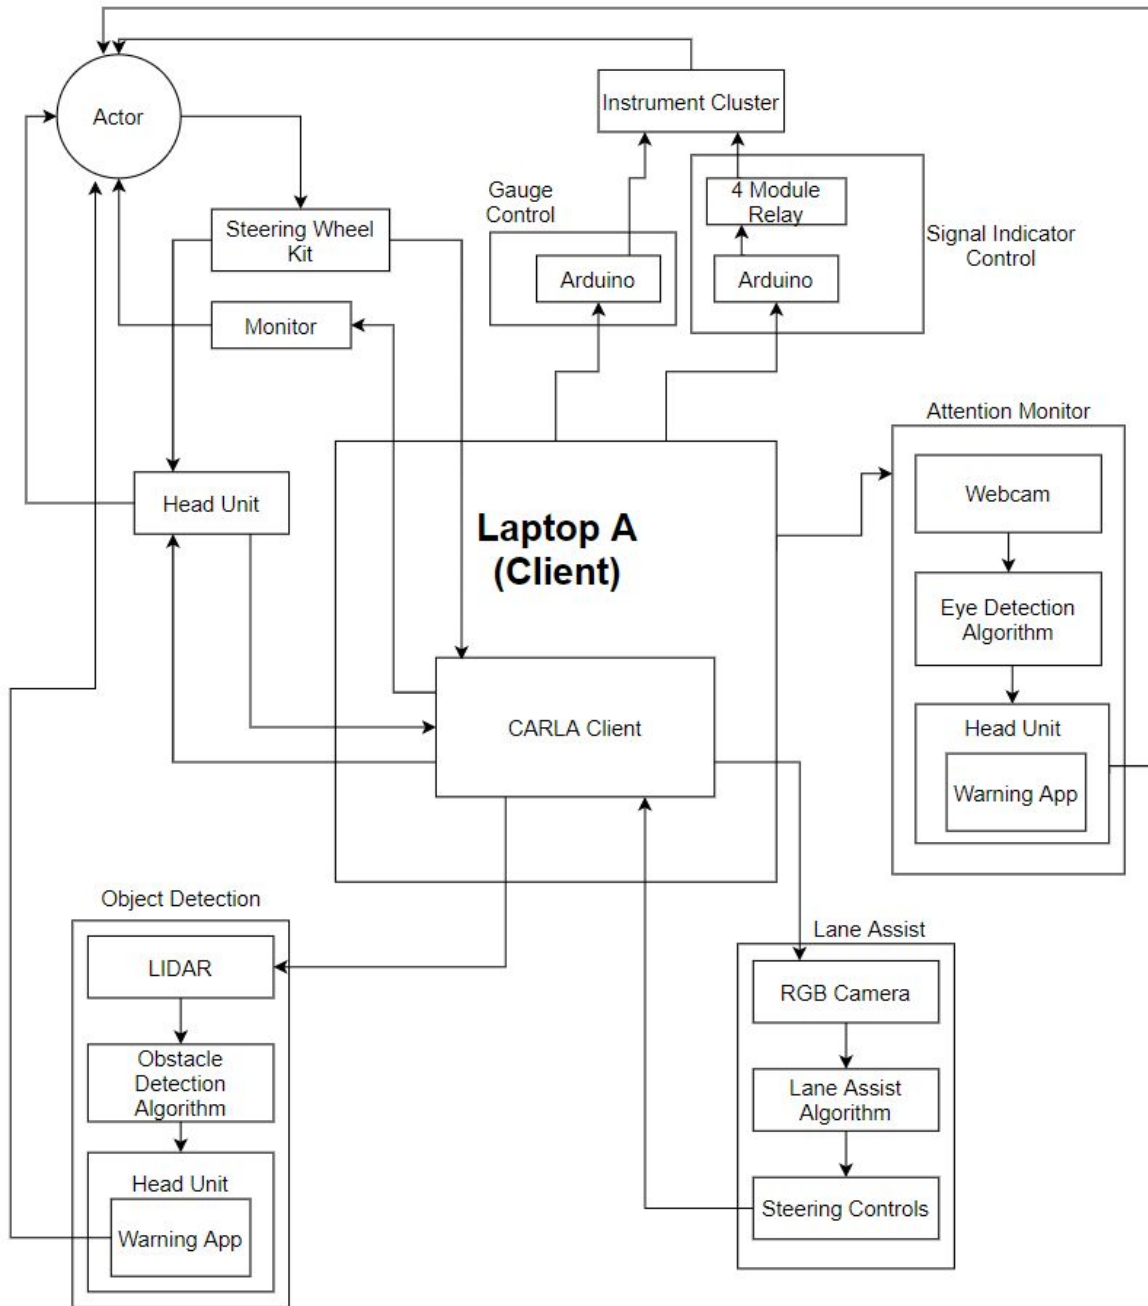 Actor
Instrument Cluster
Gauge
Control
4 Module
Relay
Steering Wheel
Kit
Signal Indicator
Control
Arduino
Arduino
Monitor
Attention Monitor
Webcam
Head Unit
Laptop A
(Client)
Eye Detection
Algorithm
CARLA Client
Head Unit
Warning App
Object Detection
Lane Assist
LIDAR
RGB Camera
Obstacle
Detection
Algorithm
Lane Assist
Algorithm
Head Unit
Steering Controls
Warning App